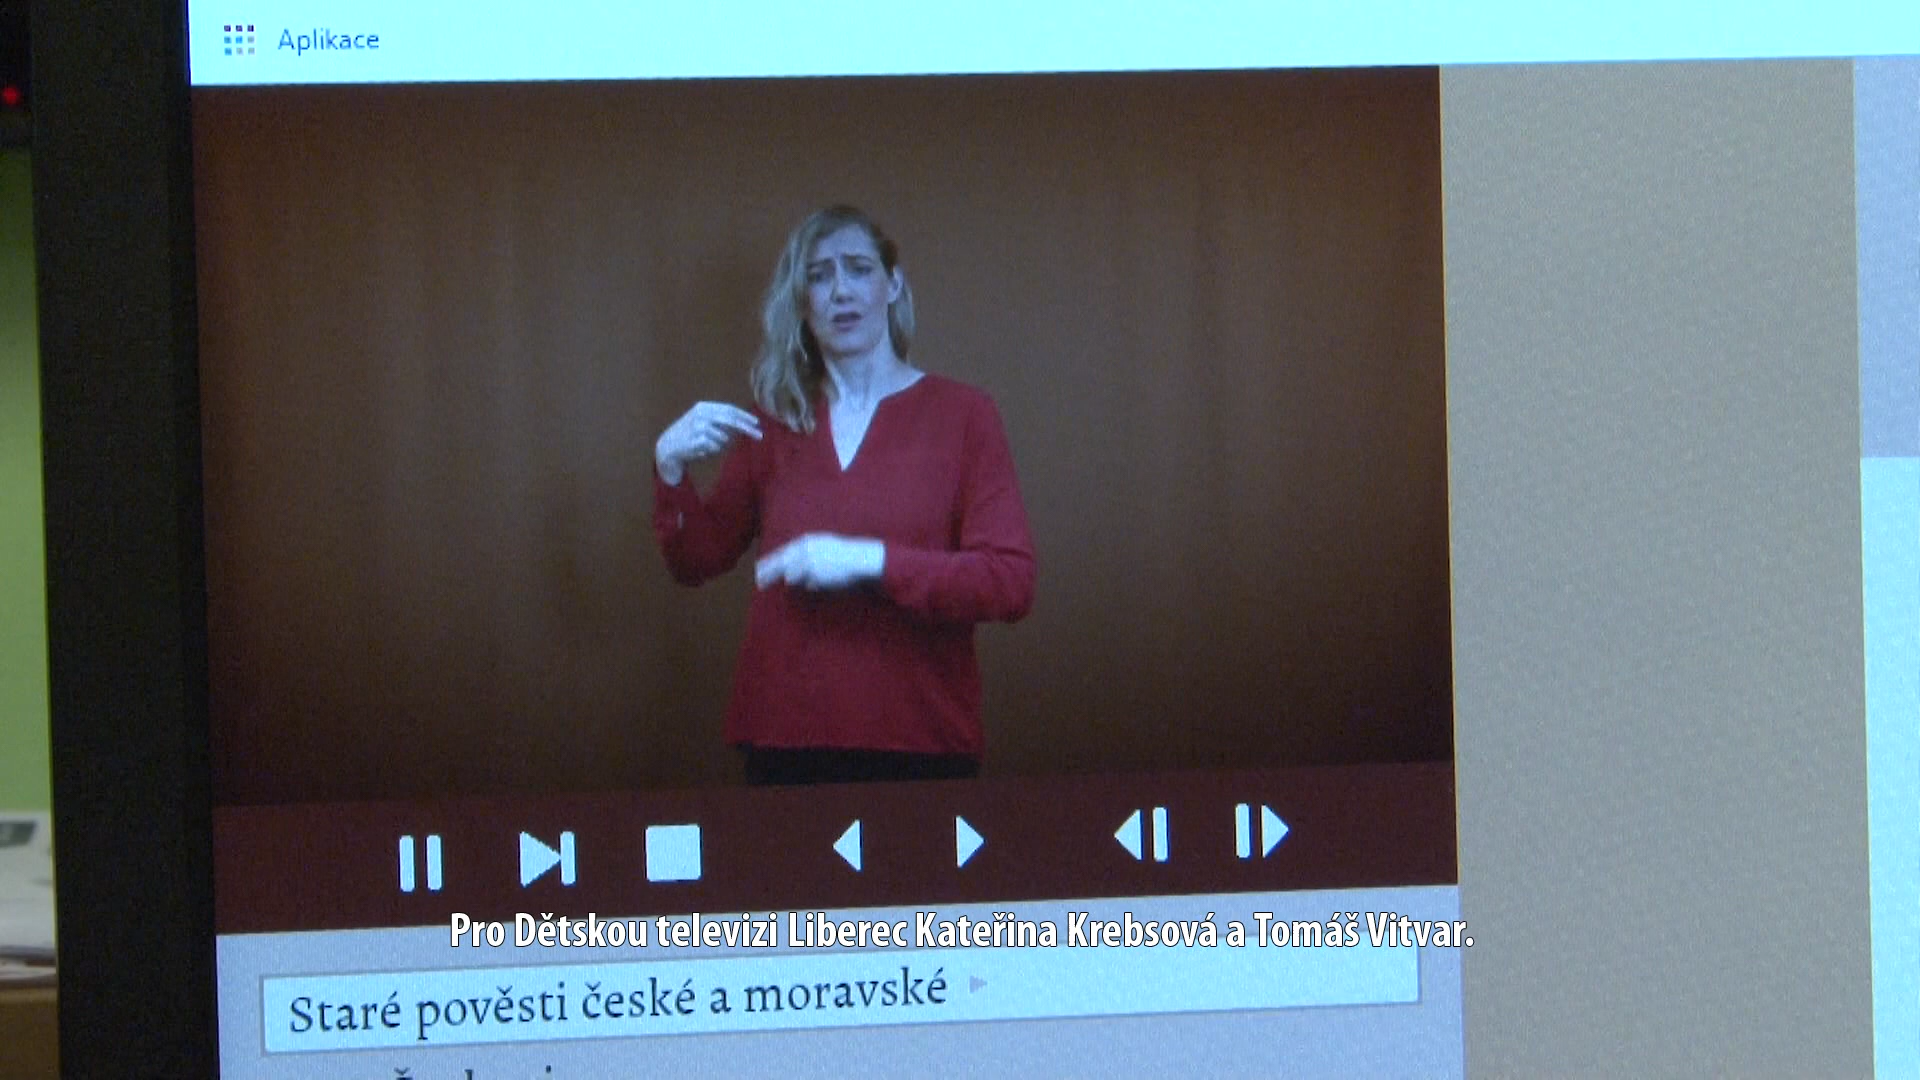 Aplikace
Pro Dětskou televizi Liberec Kateřina Krebsová a Tomáš Vitvar.
Staré pověsti české a moravské